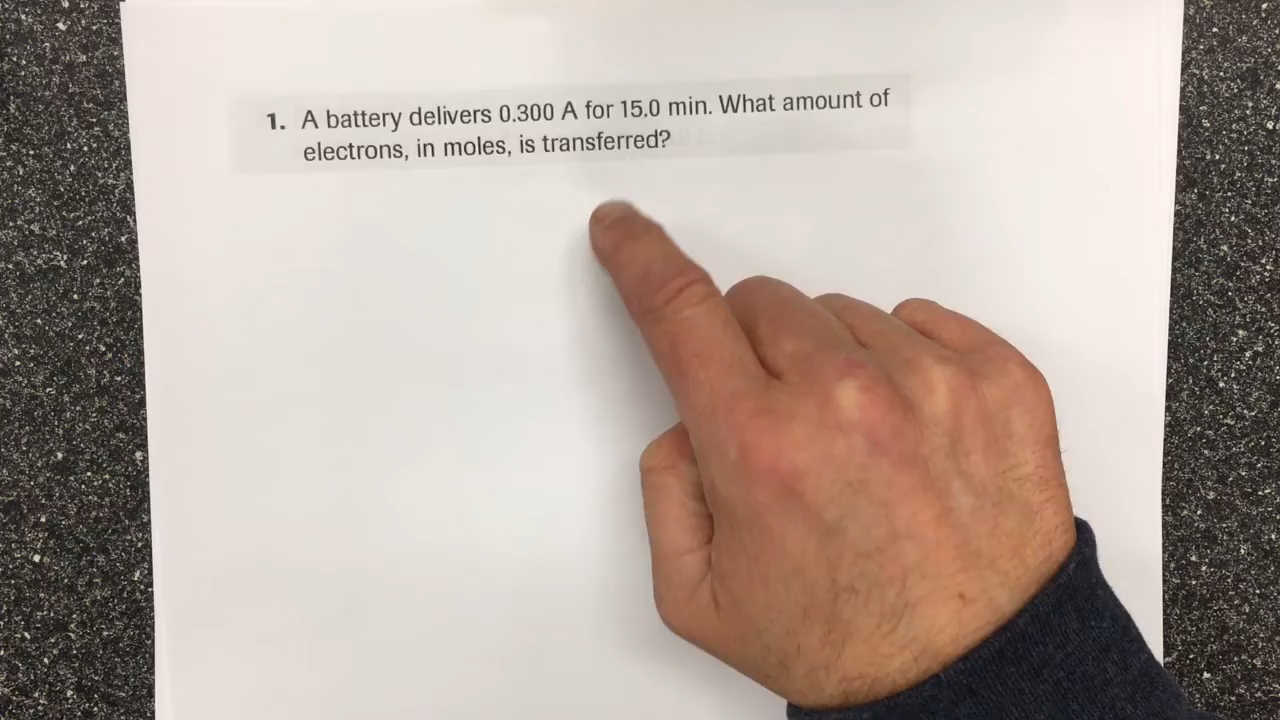 1. A battery delivers 0.300 A for 15.0 min. What amount of
electrons, in moles, is transferred?